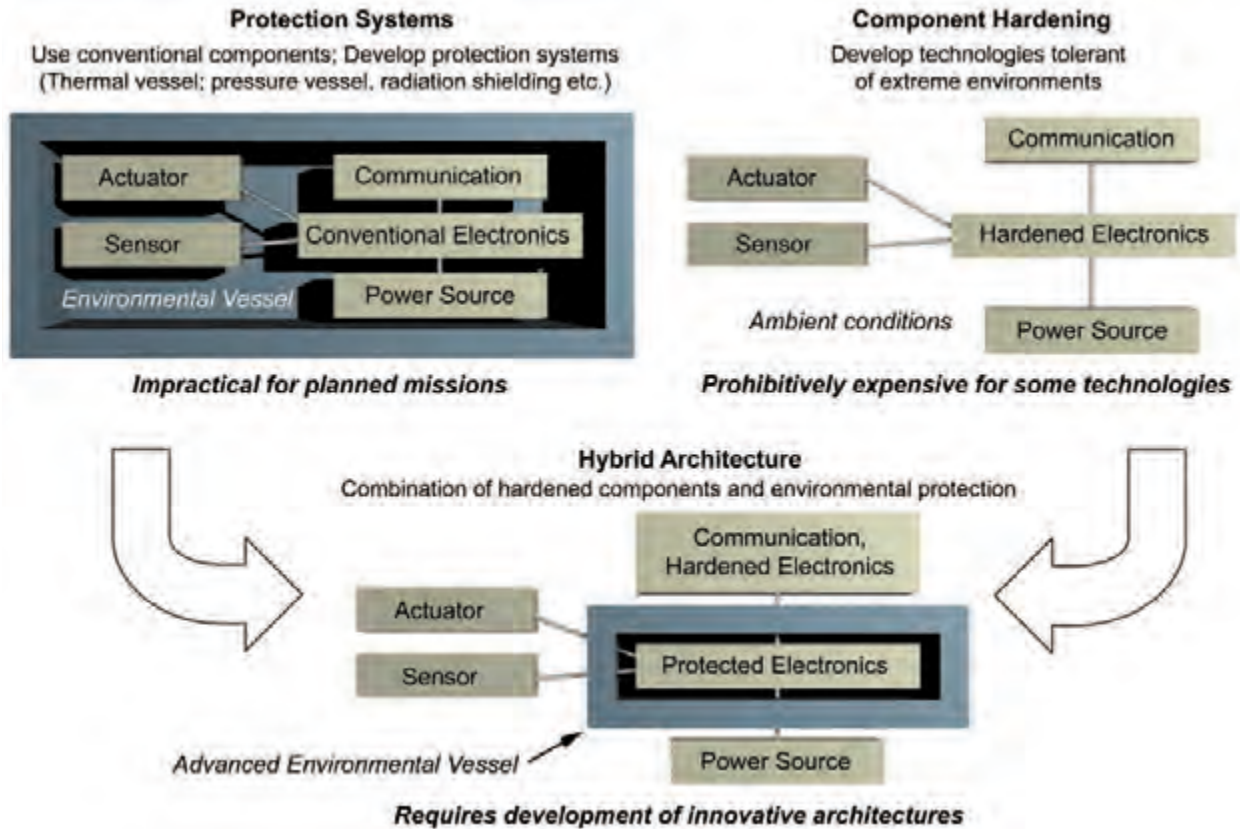 Protection Systems
Use conventional components; Develop protection systems
(Thermal vessel; pressure vessel, radiation shielding etc.)
Actuator
Communication
Sensor
Conventional Electronics
Environmental Vessel
Power Source
Impractical for planned missions
Component Hardening
Develop technologies tolerant
of extreme environments
Communication
Actuator
Sensor
Hardened Electronics
Ambient conditions
Power Source
Prohibitively expensive for some technologies
Hybrid Architecture
Combination of hardened components and environmental protection
Communication,
Hardened Electronics
Actuator
Protected Electronics
Sensor
Advanced Environmental Vessel
Power Source
Requires development of innovative architectures